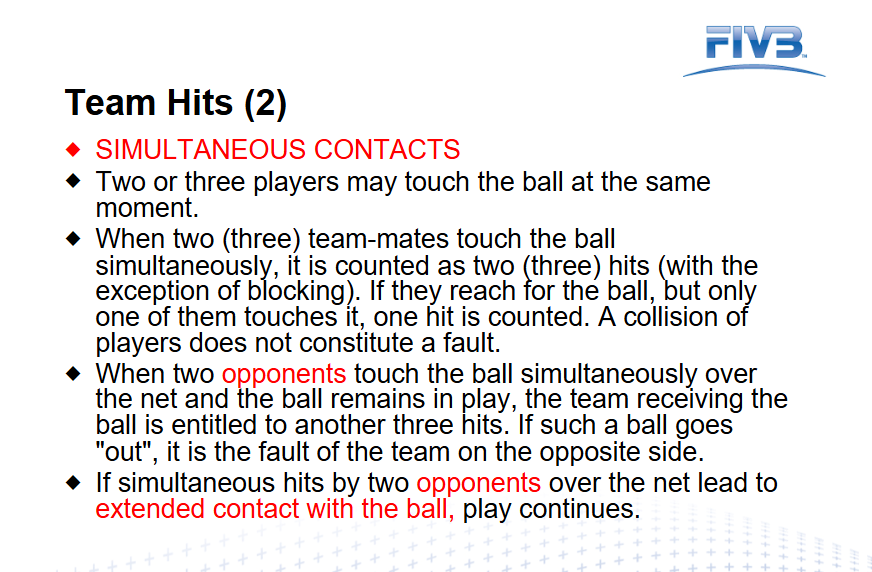 FIVB™
Team Hits (2)
SIMULTANEOUS CONTACTS
Two or three players may touch the ball at the same
moment.
When two (three) team-mates touch the ball
simultaneously, it is counted as two (three) hits (with the
exception of blocking). If they reach for the ball, but only
one of them touches it, one hit is counted. A collision of
players does not constitute a fault.
When two opponents touch the ball simultaneously over
the net and the ball remains in play, the team receiving the
ball is entitled to another three hits. If such a ball goes
"out", it is the fault of the team on the opposite side.
If simultaneous hits by two opponents over the net lead to
extended contact with the ball, play continues.